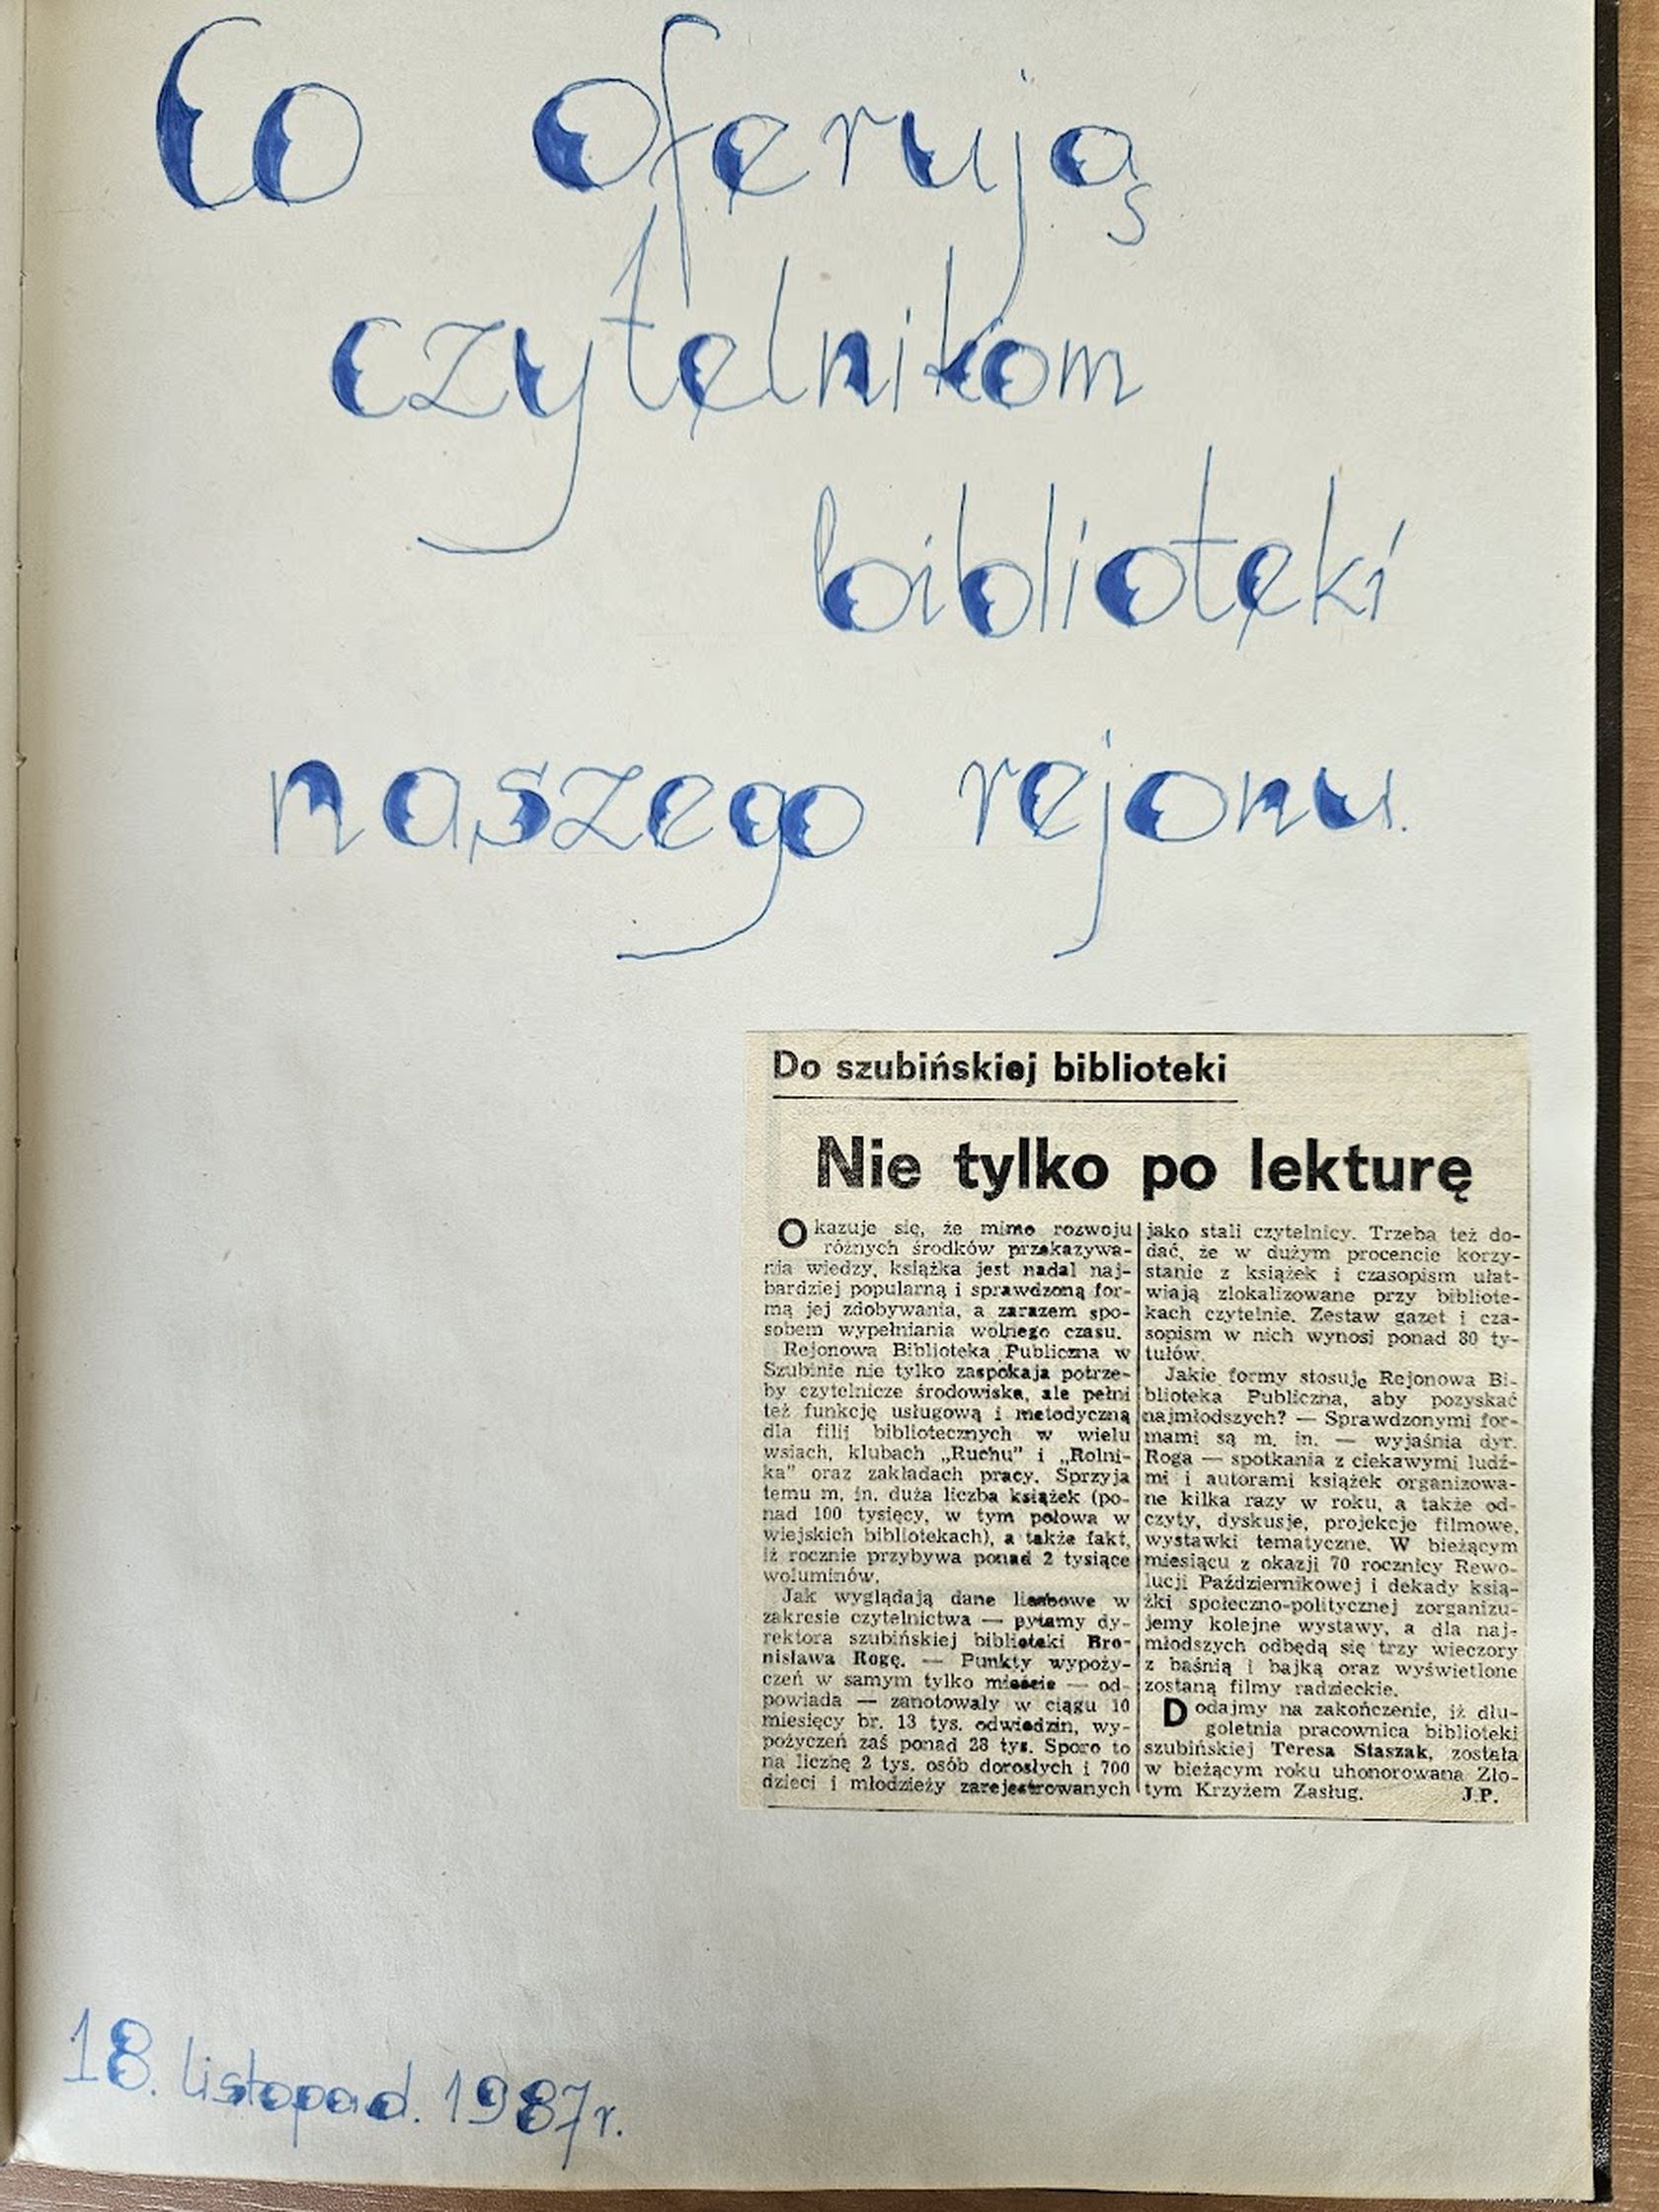 Co oferują
czytelnikom
biblioteki
naszego rejonu.
Do szubińskiej biblioteki
Nie tylko po lekturę
Okazuje się, że mimo rozwoju
różnych środków przekazywa-
nia wiedzy, książka jest nadal naj-
bardziej popularną i sprawdzoną for-
mą jej zdobywania, a zarazem spo-
sobem wypełniania wolnego czasu.
Rejonowa Biblioteka Publiczna w
Szubinie nie tylko zaspokaja potrze-
by czytelnicze środowiska, ale pełni
też funkcję usługową i metodyczną
dla filii bibliotecznych w wielu
wsiach, klubach „Ruchu” i „Rolni-
ka” oraz zakładach pracy. Sprzyja
temu m. in. duża liczba książek (po-
nad 100 tysięcy, w tym połowa w
wiejskich bibliotekach), a także fakt,
iż rocznie przybywa ponad 2 tysiące
woluminów.
Jak wyglądają dane liczbowe w
zakresie czytelnictwa — pytamy dy-
rektora szubińskiej biblioteki Bro-
nisława Rogę. — Punkty wypoży-
czeń w samym tylko mieście — od-
powiada — zanotowały w ciągu 10
miesięcy br. 13 tys. odwiedzin, wy-
pożyczeń zaś ponad 28 tys. Sporo to
na liczbę 2 tys. osób dorosłych i 700
dzieci i młodzieży zarejestrowanych
jako stali czytelnicy. Trzeba też do-
dać, że w dużym procencie korzy-
stanie z książek i czasopism ułat-
wiają zlokalizowane przy bibliote-
kach czytelnie. Zestaw gazet i cza-
sopism w nich wynosi ponad 80 ty-
tułów.
Jakie formy stosuję Rejonowa Bi-
blioteka Publiczna, aby pozyskać
najmłodszych? — Sprawdzonymi for-
mami są m. in. — wyjaśnia dyr.
Roga — spotkania z ciekawymi ludź-
mi i autorami książek organizowa-
ne kilka razy w roku, a także od-
czyty, dyskusje, projekcje filmowe,
wystawki tematyczne. W bieżącym
miesiącu z okazji 70 rocznicy Rewo-
lucji Październikowej i dekady ksią-
żki społeczno-politycznej zorganizu-
jemy kolejne wystawy, a dla naj-
młodszych odbędą się trzy wieczory
z baśnią i bajką oraz wyświetlone
zostaną filmy radzieckie.
Dodajmy na zakończenie, iż dłu-
goletnia pracownica biblioteki
szubińskiej Teresa Staszak, została
w bieżącym roku uhonorowana Zło-
tym Krzyżem Zasług. J.P.
18. listopad. 1987r.